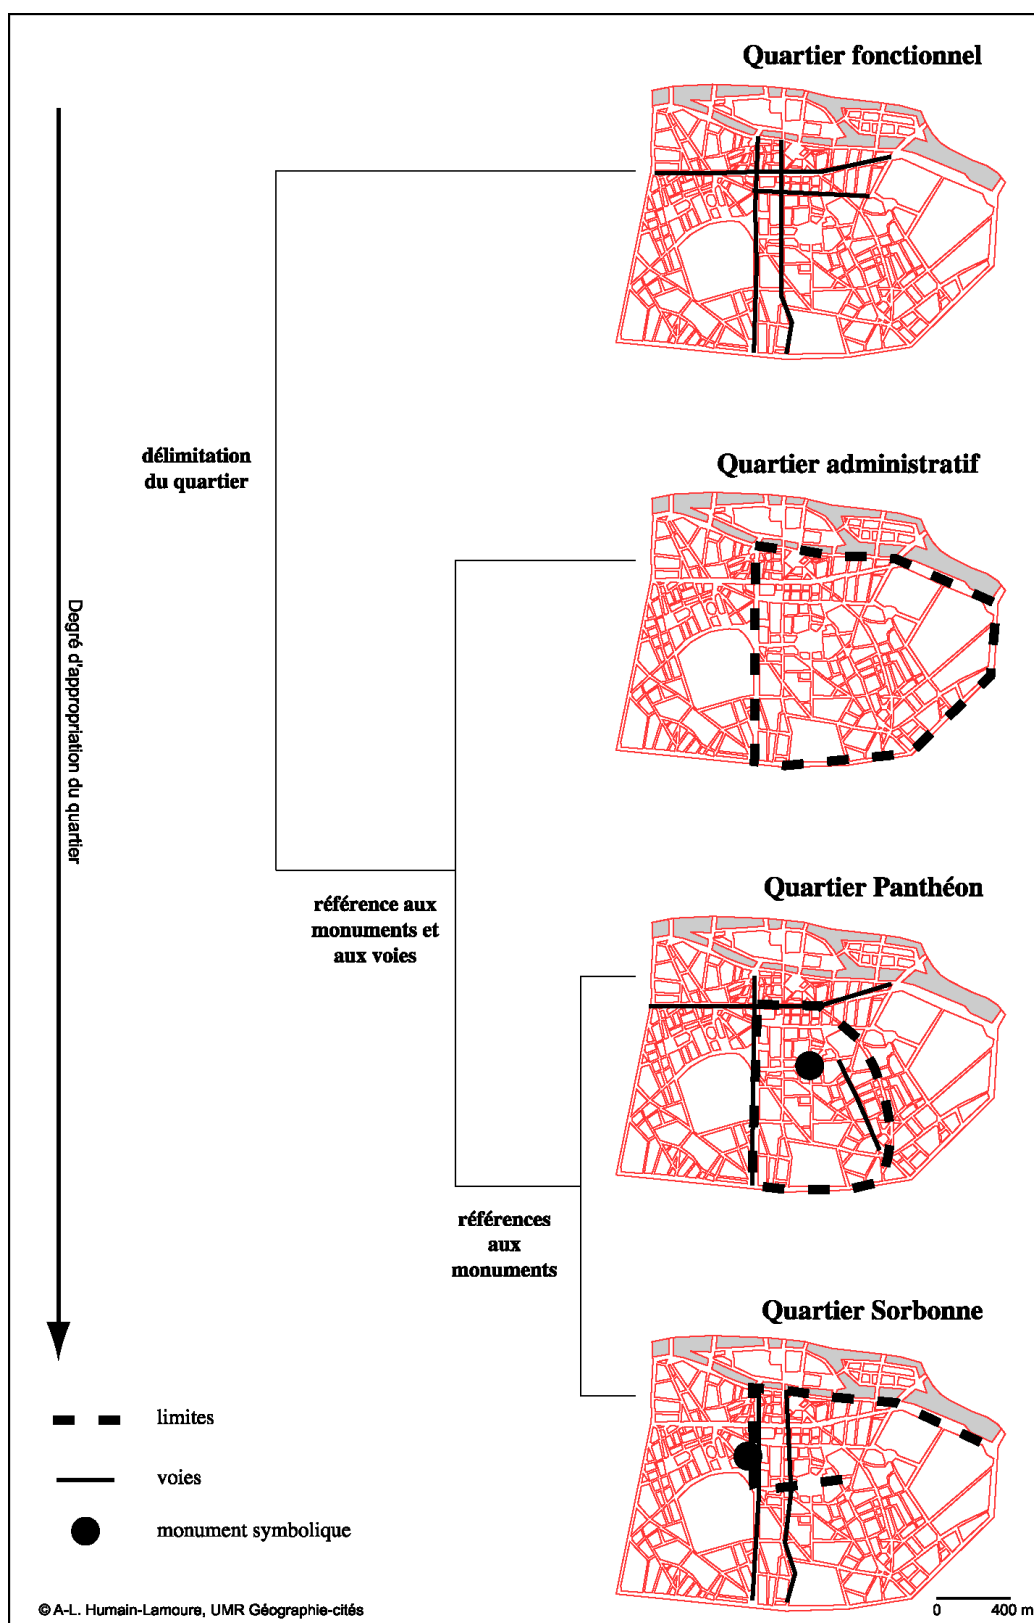 Quartier fonctionnel
délimitation
du quartier
Quartier administratif
Degré d'appropriation du quartier
Quartier Panthéon
référence aux
monuments et
aux voies
références
aux
monuments
Quartier Sorbonne
limites
voies
monument symbolique
© A-L. Humain-Lamoure, UMR Géographie-cités
0 400 m